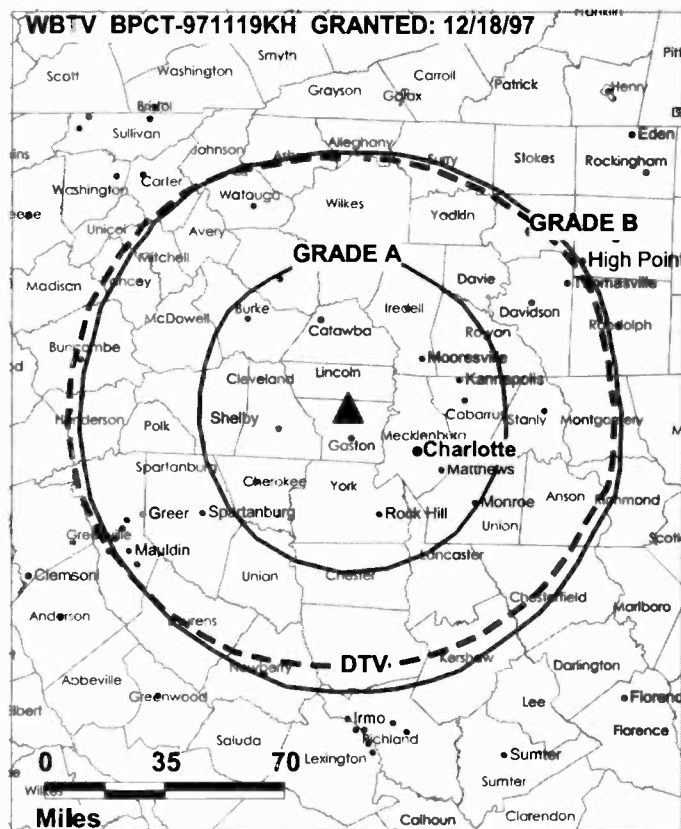 WBTV BPCT-971119KH GRANTED: 12/18/97
Smyth
Scott
Washington
Grayson
Carroll
Galax
Patrick
Henry
Bristol
Sullivan
Johnson
Alleghany
Surry
Stokes
Eden
Rockingham
Washington
Carter
Watauga
Wilkes
Yadkin
GRADE B
Unicoi
Avery
Mitchell
GRADE A
High Point
Thomasville
Madison
Yancey
McDowell
Burke
Catawba
Iredell
Davie
Davidson
Rowan
Randolph
Buncombe
Mooresville
Lincoln
Kannapolis
Cleveland
Henderson
Polk
Shelby
Gaston
Mecklenburg
Cabarrus
Stanly
Montgomery
Charlotte
Matthews
Spartanburg
Cherokee
York
Greer
Spartanburg
Rock Hill
Monroe
Union
Anson
Richmond
Greenville
Mauldin
Union
Chester
Lancaster
Clemson
Anderson
Laurens
Chesterfield
Marlboro
DTV
Newberry
Kershaw
Darlington
Abbeville
Greenwood
Lee
Florence
Saluda
Irmo
Richland
Lexington
Sumter
Sumter
0 35 70
Miles
Calhoun
Clarendon